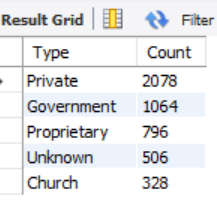 Result Grid Filter
Type Count
Private 2078
Government 1064
Proprietary 796
Unknown 506
Church 328